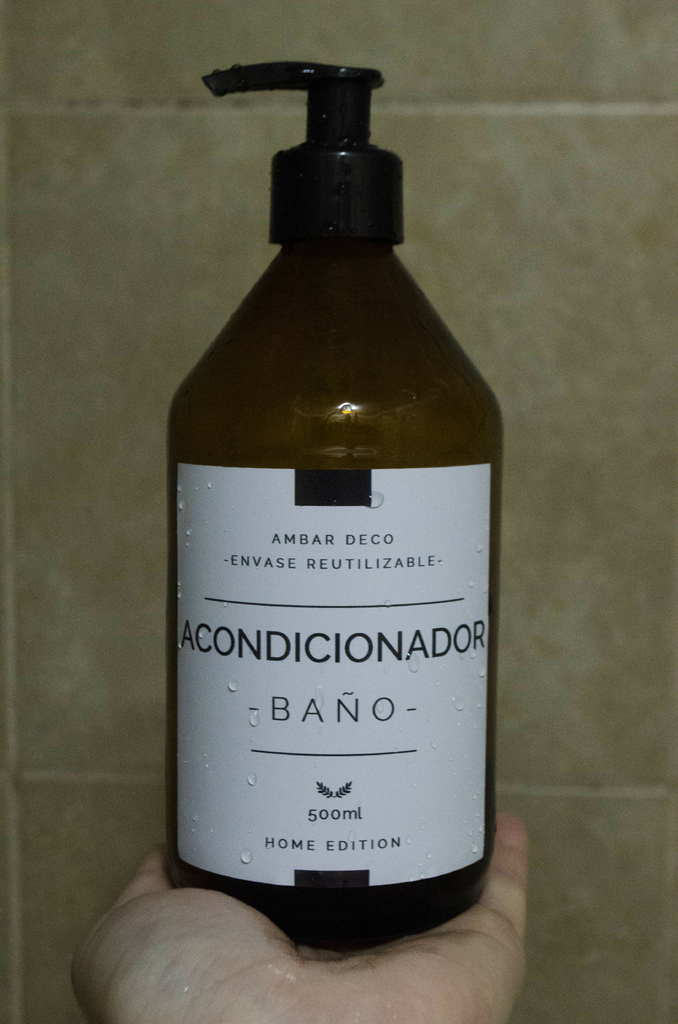 AMBAR DECO
-ENVASE REUTILIZABLE-
ACONDICIONADOR
-BAÑO-
500ml
HOME EDITION